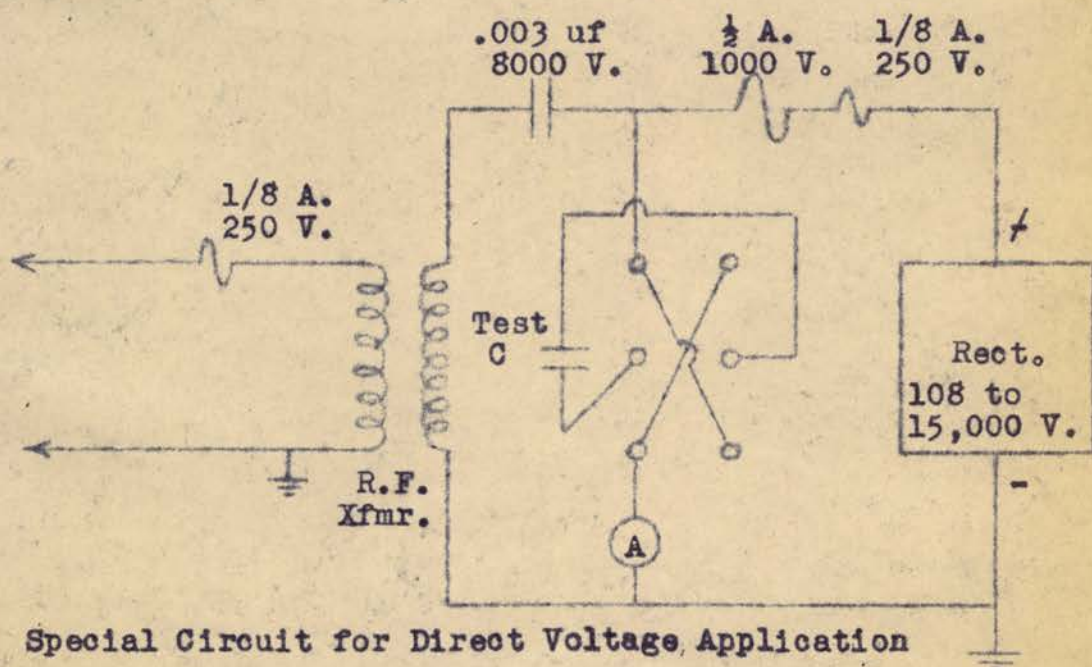 .003 uf
8000 V.
½ A.
1000 V.
1/8 A.
250 V.
1/8 A.
250 V.
+
Test
C
Rect.
108 to
15,000 V.
-
R.F.
Xfmr.
A
Special Circuit for Direct Voltage Application